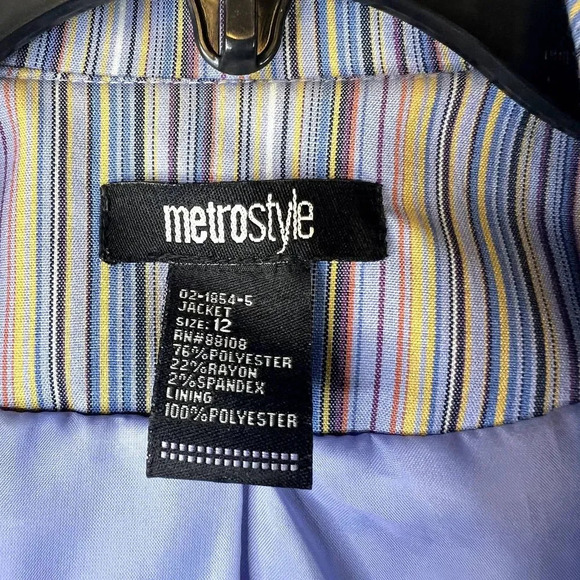 metrostyle
02-1854-5
JACKET
SIZE: 12
RN#88108
76%POLYESTER
22%RAYON
2%SPANDEX
LINING
100%POLYESTER